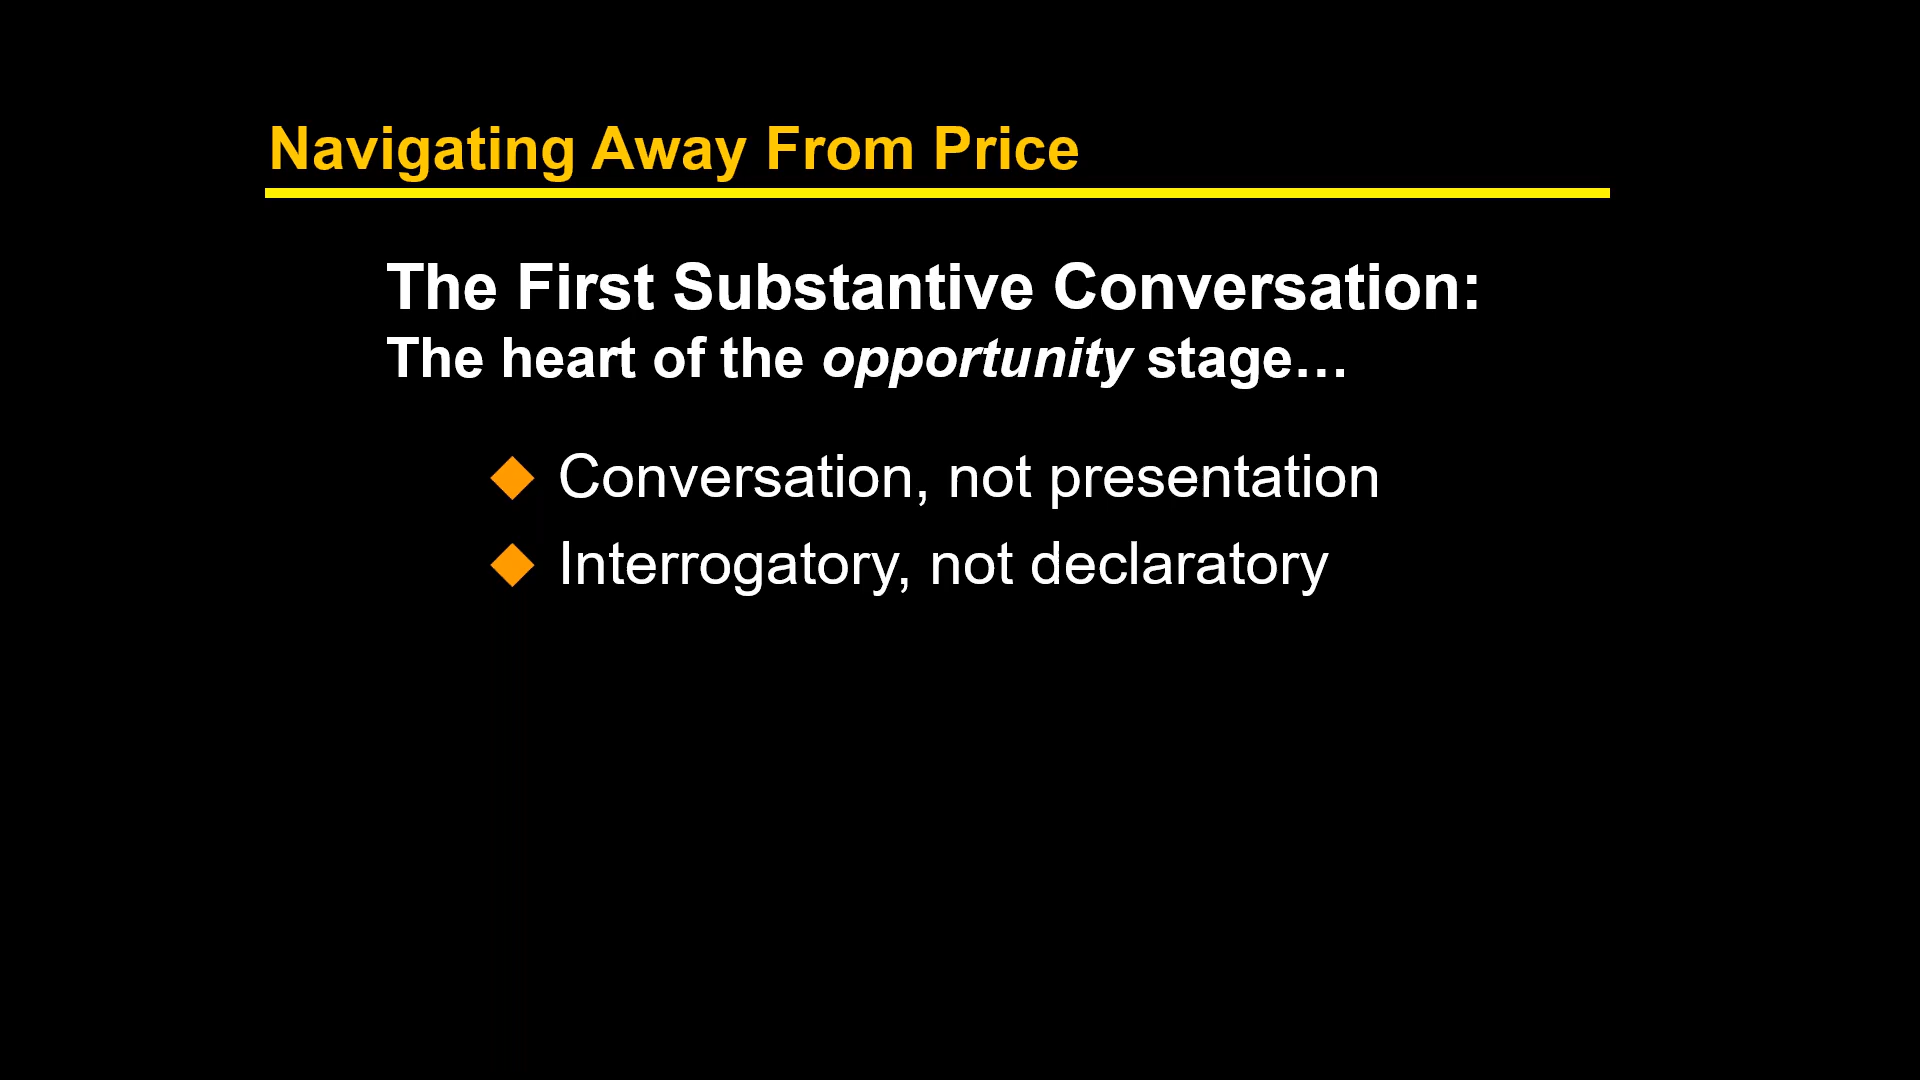 Navigating Away From Price
The First Substantive Conversation:
The heart of the opportunity stage…
Conversation, not presentation
Interrogatory, not declaratory